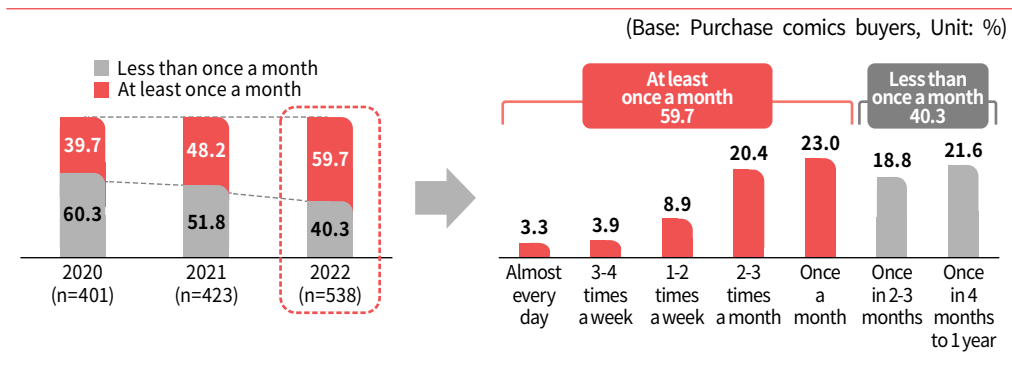 (Base: Purchase comics buyers, Unit: %)
Less than once a month
At least once a month
39.7
48.2
59.7
60.3
51.8
40.3
2020
(n=401)
2021
(n=423)
2022
(n=538)
At least
once a month
59.7
Less than
once a month
40.3
3.3
3.9
8.9
20.4
23.0
18.8
21.6
Almost
every
day
3-4
times
a week
1-2
times
a week
2-3
times
a month
Once
a
month
Once
in 2-3
months
Once
in 4
months
to 1 year